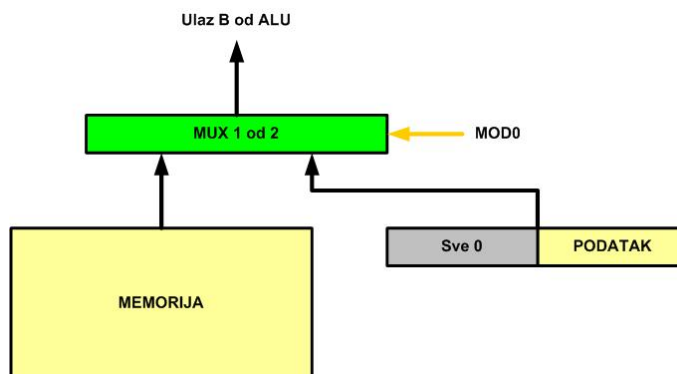 Ulaz B od ALU
MUX 1 od 2
MOD0
Sve 0
PODATAK
MEMORIJA